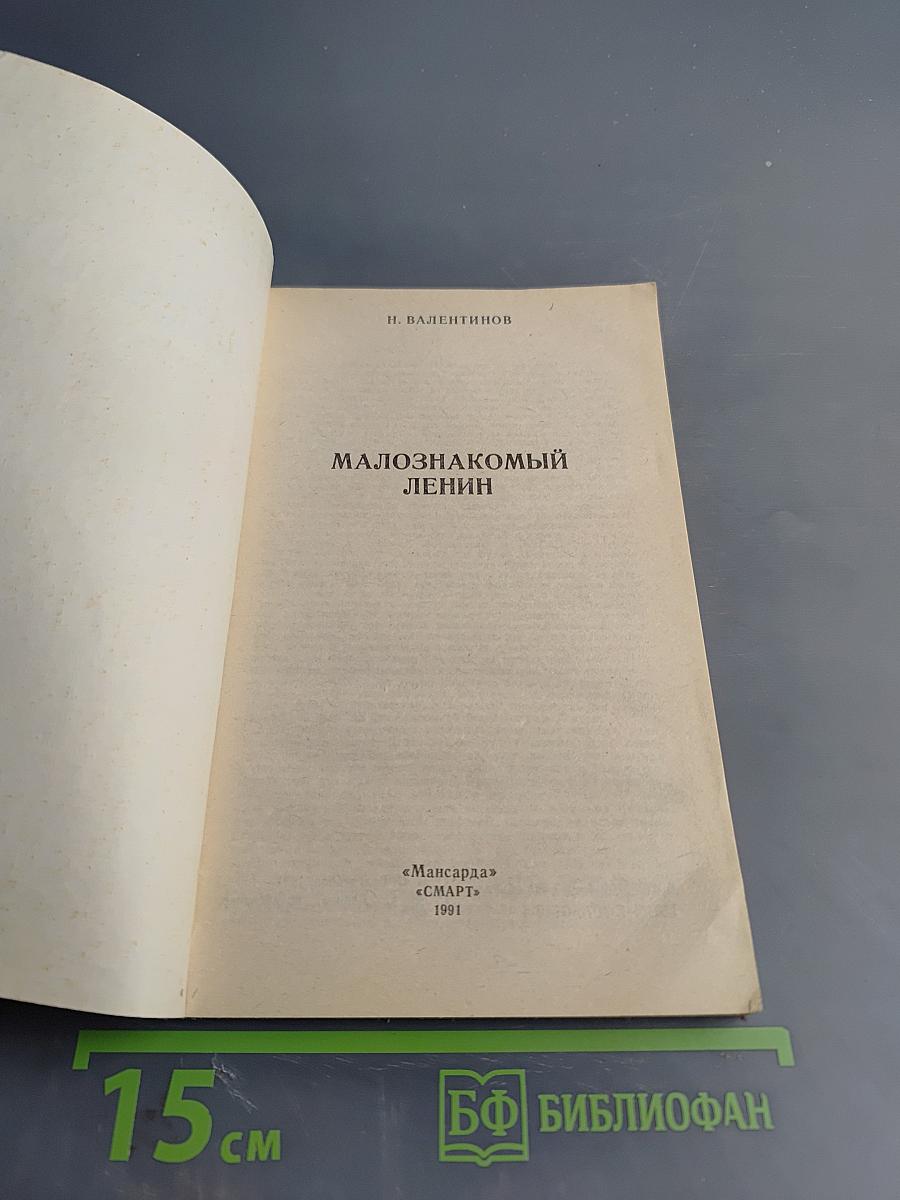 Н. ВАЛЕНТИНОВ
МАЛОЗНАКОМЫЙ
ЛЕНИН
«Мансарда»
«СМАРТ»
1991
15 см
БФ БИБЛИОФАН